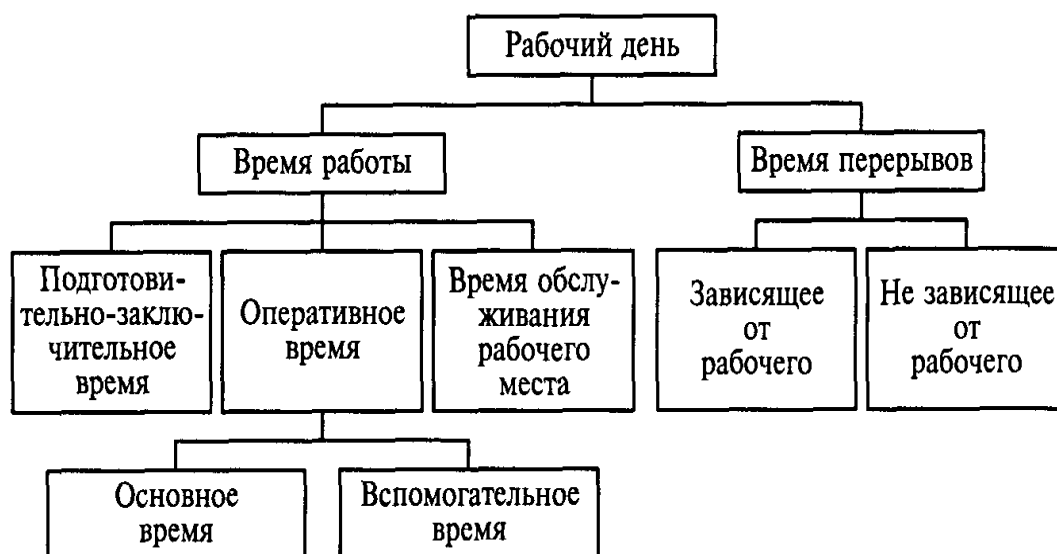 Рабочий день
Время работы
Время перерывов
Подготови-
тельно-заклю-
чительное
время
Оперативное
время
Время обслу-
живания
рабочего
места
Зависящее
от
рабочего
Не зависящее
от
рабочего
Основное
время
Вспомогательное
время